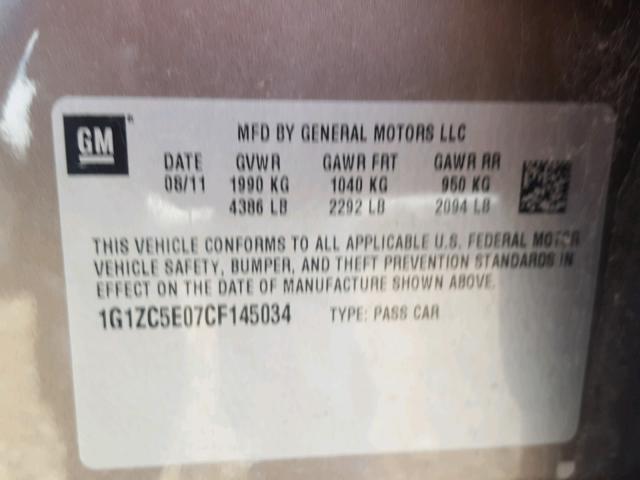 GM®
MFD BY GENERAL MOTORS LLC
DATE GVWR GAWR FRT GAWR RR
08/11 1990 KG 1040 KG 950 KG
4386 LB 2292 LB 2094 LB
THIS VEHICLE CONFORMS TO ALL APPLICABLE U.S. FEDERAL MOTOR
VEHICLE SAFETY, BUMPER, AND THEFT PREVENTION STANDARDS IN
EFFECT ON THE DATE OF MANUFACTURE SHOWN ABOVE.
1G1ZC5E07CF145034 TYPE: PASS CAR